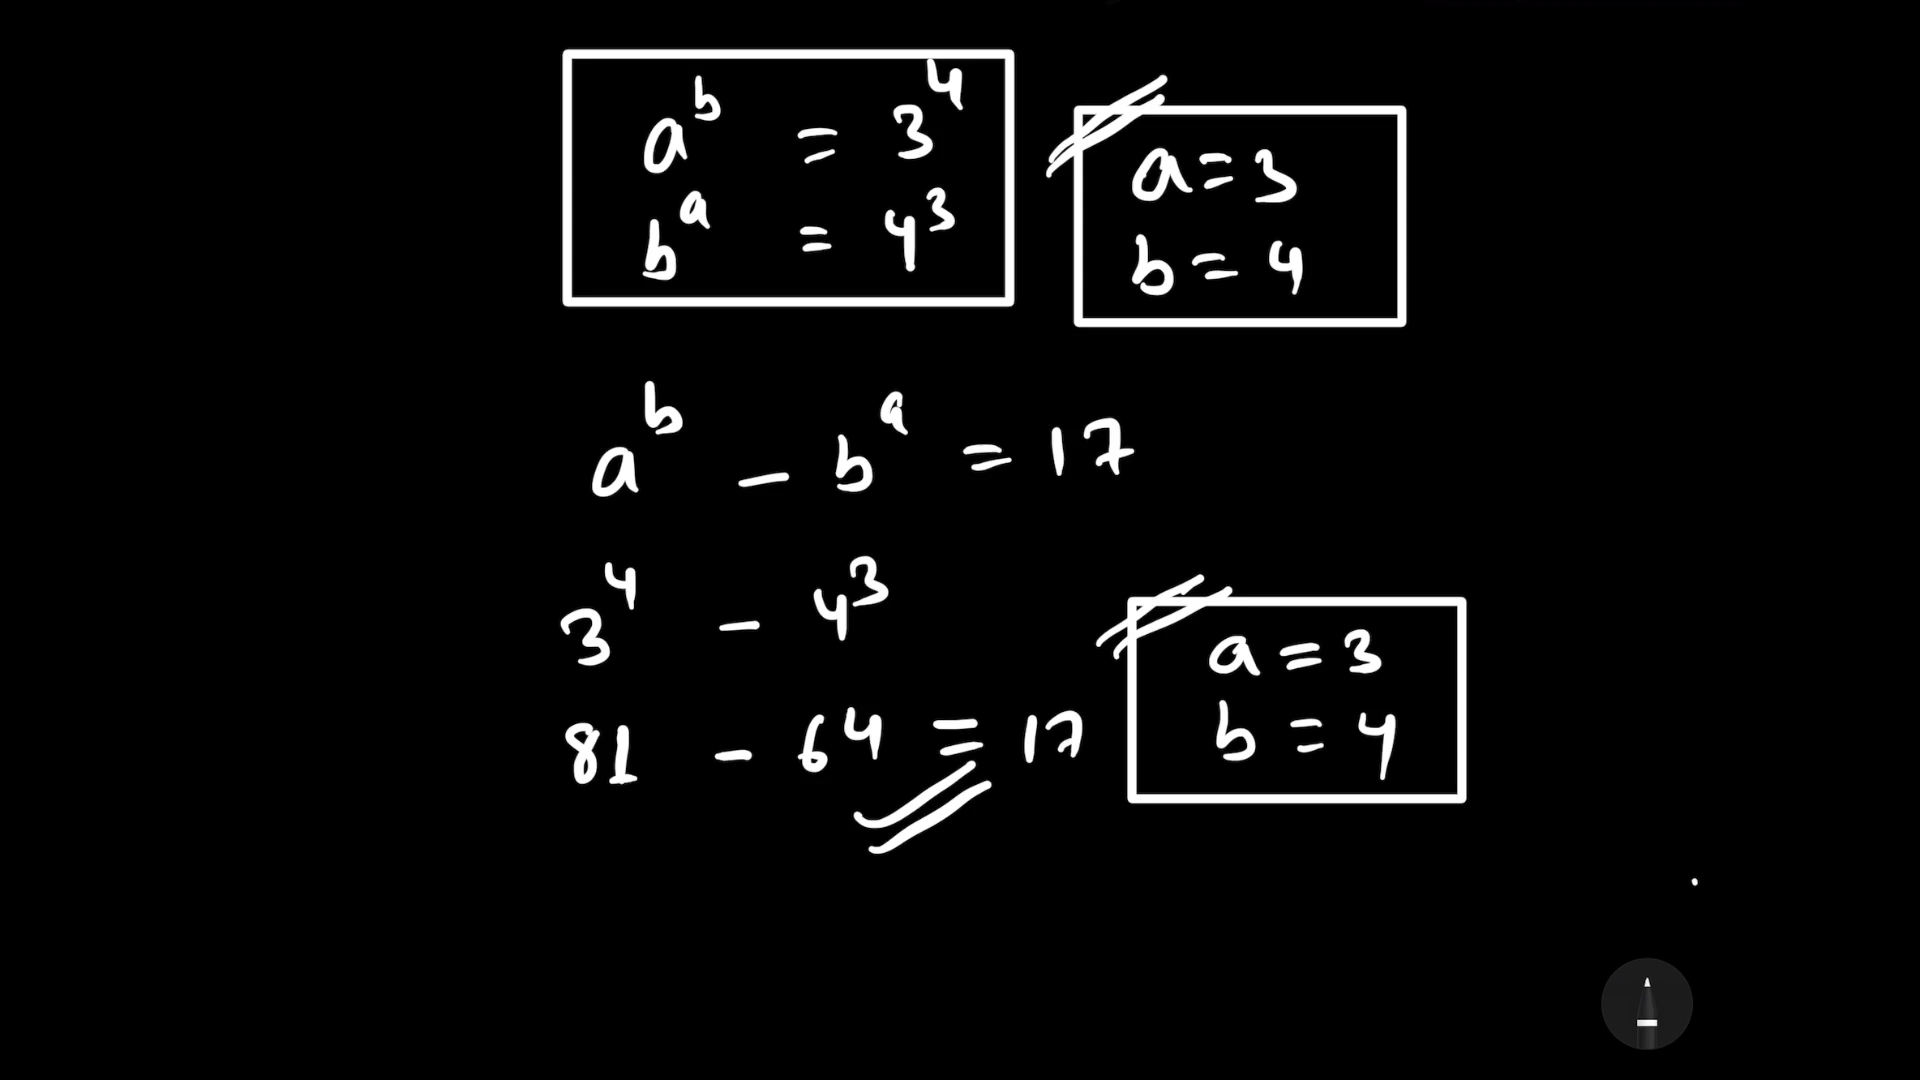 a^b = 3^4
b^a = 4^3
a = 3
b = 4
a^b - b^a = 17
3^4 - 4^3
81 - 64 = 17
a = 3
b = 4